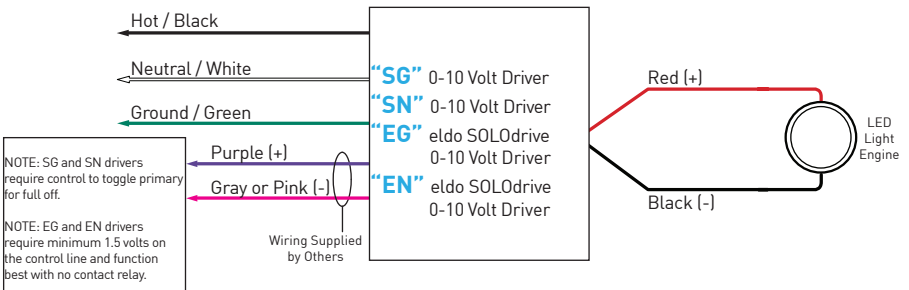 Hot / Black
Neutral / White
Ground / Green
Purple (+)
Gray or Pink (-)
Wiring Supplied
by Others
NOTE: SG and SN drivers
require control to toggle primary
for full off.
NOTE: EG and EN drivers
require minimum 1.5 volts on
the control line and function
best with no contact relay.
“SG” 0-10 Volt Driver
“SN” 0-10 Volt Driver
“EG” eldo SOLOdrive
0-10 Volt Driver
“EN” eldo SOLOdrive
0-10 Volt Driver
Red (+)
Black (-)
LED
Light
Engine